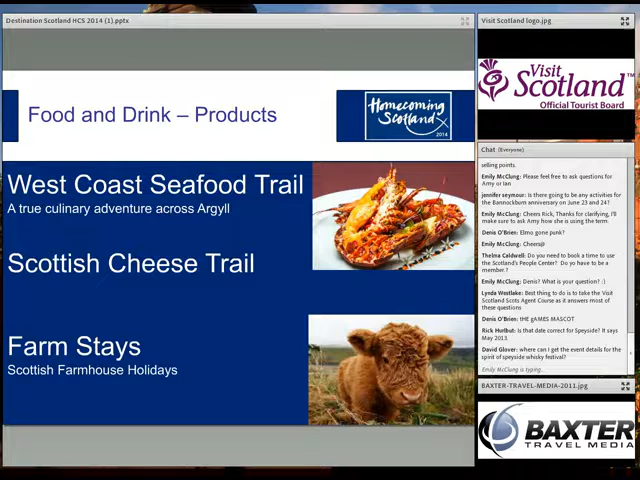 Destination Scotland HCS 2014 (1).pptx
Food and Drink – Products
Homecoming
Scotland
2014
West Coast Seafood Trail
A true culinary adventure across Argyll
Scottish Cheese Trail
Farm Stays
Scottish Farmhouse Holidays
Visit Scotland logo.jpg
Visit
Scotland™
Official Tourist Board
Chat (Everyone)
selling points.
Emily McClung: Please feel free to ask questions for
Amy or Ian
jennifer seymour: Is there going to be any activities for
the Bannockburn anniversary on June 23 and 24?
Emily McClung: Cheers Rick, Thanks for clarifying, I'll
make sure to ask Amy how she is using the term
Denis O'Brien: Elmo gone punk?
Emily McClung: Cheers@
Thelma Caldwell: Do you need to book a time to use
the Scotland's People Center? Do yo have to be a
member.?
Emily McClung: Denis? What is your question? :)
Lynda Westlake: Best thing to do is to take the Visit
Scotland Scots Agent Course as it answers most of
these questions
Denis O'Brien: tHE gAMES MASCOT
Rick Hurlbut: is that date correct for Speyside? It says
May 2013.
David Glover: where can I get the event details for the
spirit of speyside whisky festival?
Emily McClung is typing.
BAXTER-TRAVEL-MEDIA-2011.jpg
BAXTER
TRAVEL MEDIA